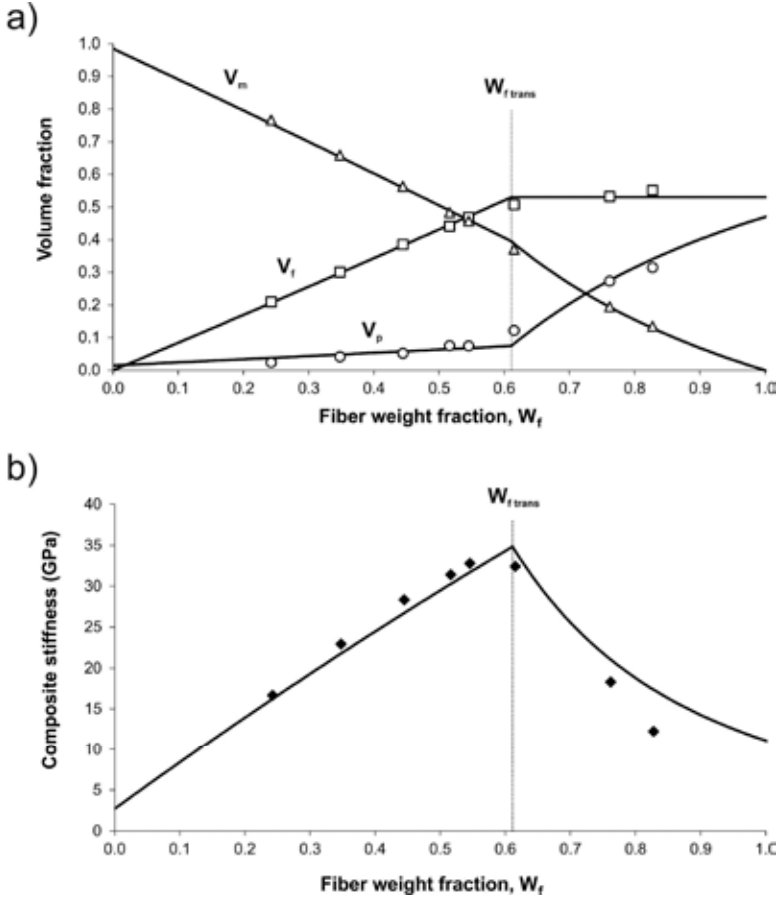 a)
1.0
0.9
0.8
0.7
0.6
0.5
0.4
0.3
0.2
0.1
0.0
Volume fraction
Vm
Wf trans
Vf
Vp
0.0 0.1 0.2 0.3 0.4 0.5 0.6 0.7 0.8 0.9 1.0
Fiber weight fraction, Wf
b)
40
35
30
25
20
15
10
5
0
Composite stiffness (GPa)
Wf trans
0.0 0.1 0.2 0.3 0.4 0.5 0.6 0.7 0.8 0.9 1.0
Fiber weight fraction, Wf